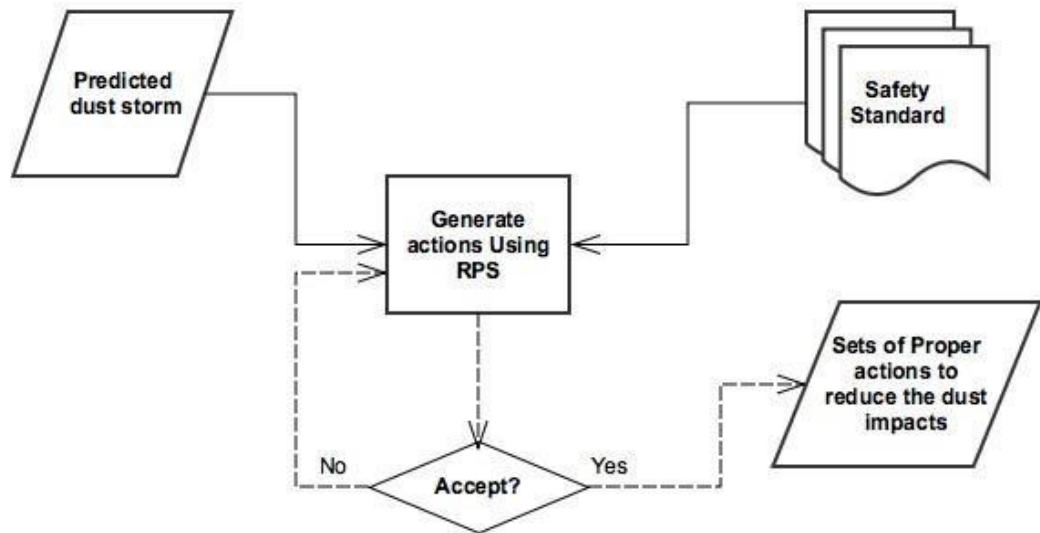 Predicted
dust storm
Safety
Standard
Generate
actions Using
RPS
Sets of Proper
actions to
reduce the dust
impacts
No
Accept?
Yes